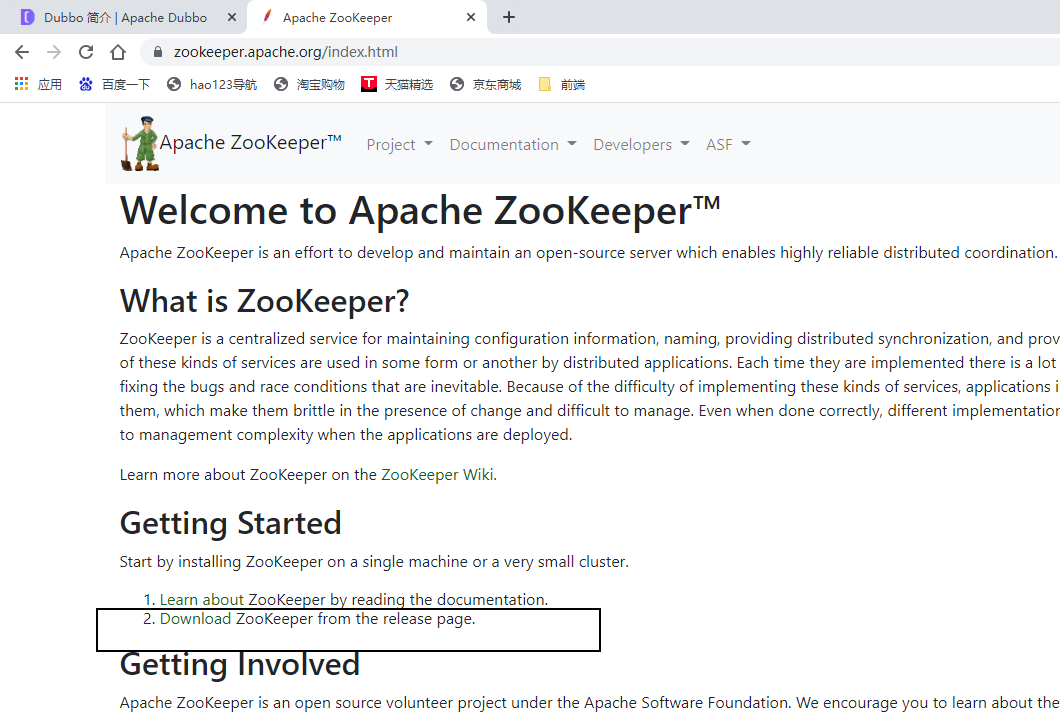 Dubbo 简介 | Apache Dubbo
Apache ZooKeeper
zookeeper.apache.org/index.html
应用 百度一下 hao123导航 淘宝购物 天猫精选 京东商城 前端
Apache ZooKeeper™ Project Documentation Developers ASF
Welcome to Apache ZooKeeper™
Apache ZooKeeper is an effort to develop and maintain an open-source server which enables highly reliable distributed coordination.
What is ZooKeeper?
ZooKeeper is a centralized service for maintaining configuration information, naming, providing distributed synchronization, and prov
of these kinds of services are used in some form or another by distributed applications. Each time they are implemented there is a lot
fixing the bugs and race conditions that are inevitable. Because of the difficulty of implementing these kinds of services, applications i
them, which make them brittle in the presence of change and difficult to manage. Even when done correctly, different implementation
to management complexity when the applications are deployed.
Learn more about ZooKeeper on the ZooKeeper Wiki.
Getting Started
Start by installing ZooKeeper on a single machine or a very small cluster.
1. Learn about ZooKeeper by reading the documentation.
2. Download ZooKeeper from the release page.
Getting Involved
Apache ZooKeeper is an open source volunteer project under the Apache Software Foundation. We encourage you to learn about the